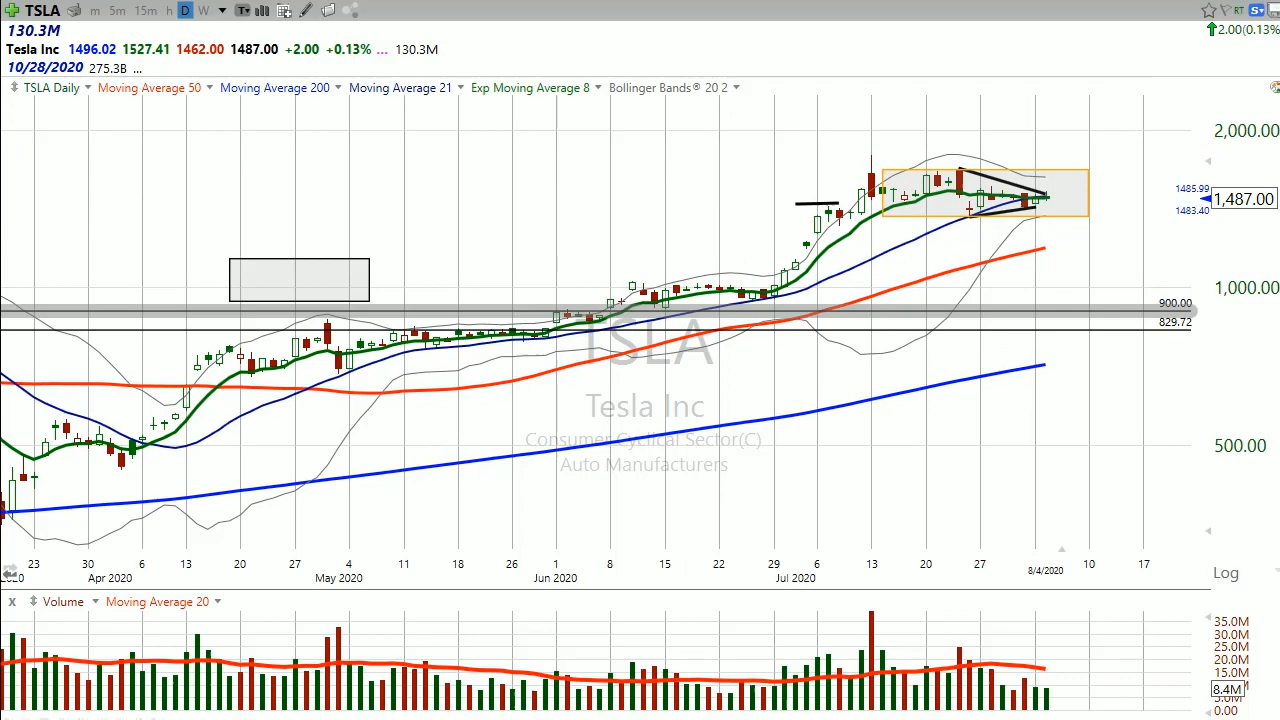 TSLA m 5m 15m h D W T RT S
130.3M 2.00(0.13%
Tesla Inc 1496.02 1527.41 1462.00 1487.00 +2.00 +0.13% ... 130.3M
10/28/2020 275.3B ...
TSLA Daily Moving Average 50 Moving Average 200 Moving Average 21 Exp Moving Average 8 Bollinger Bands® 20 2
2,000.00
1485.99
1,487.00
1483.40
1,000.00
900.00
829.72
TSLA
Tesla Inc
Consumer Cyclical Sector(C)
500.00
Auto Manufacturers
23 30 6 13 20 27 4 11 18 26 1 8 15 22 29 6 13 20 27 8/4/2020 10 17
2020 Apr 2020 May 2020 Jun 2020 Jul 2020 Log
X Volume Moving Average 20
35.0M
30.0M
25.0M
20.0M
15.0M
8.4M
5.0M
0.00